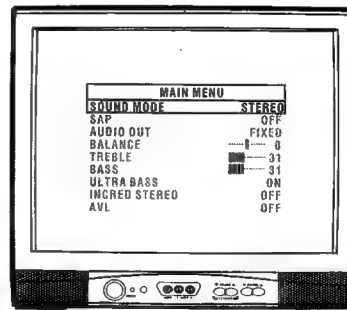 MAIN MENU
SOUND MODE STEREO
SAP OFF
AUDIO OUT FIXED
BALANCE 0
TREBLE 31
BASS 31
ULTRA BASS ON
INCRED STEREO OFF
AVL OFF